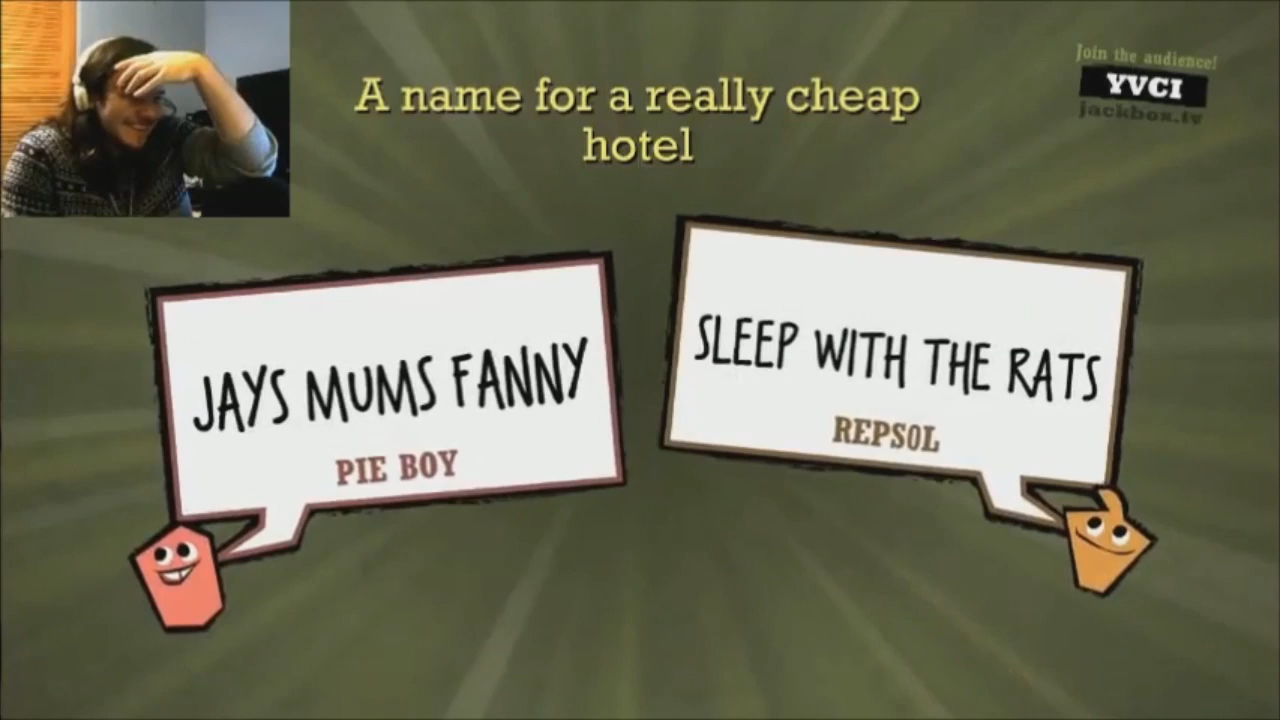 A name for a really cheap
hotel
Join the audience!
YVCI
jackbox.tv
JAYS MUMS FANNY
PIE BOY
SLEEP WITH THE RATS
REPSOL